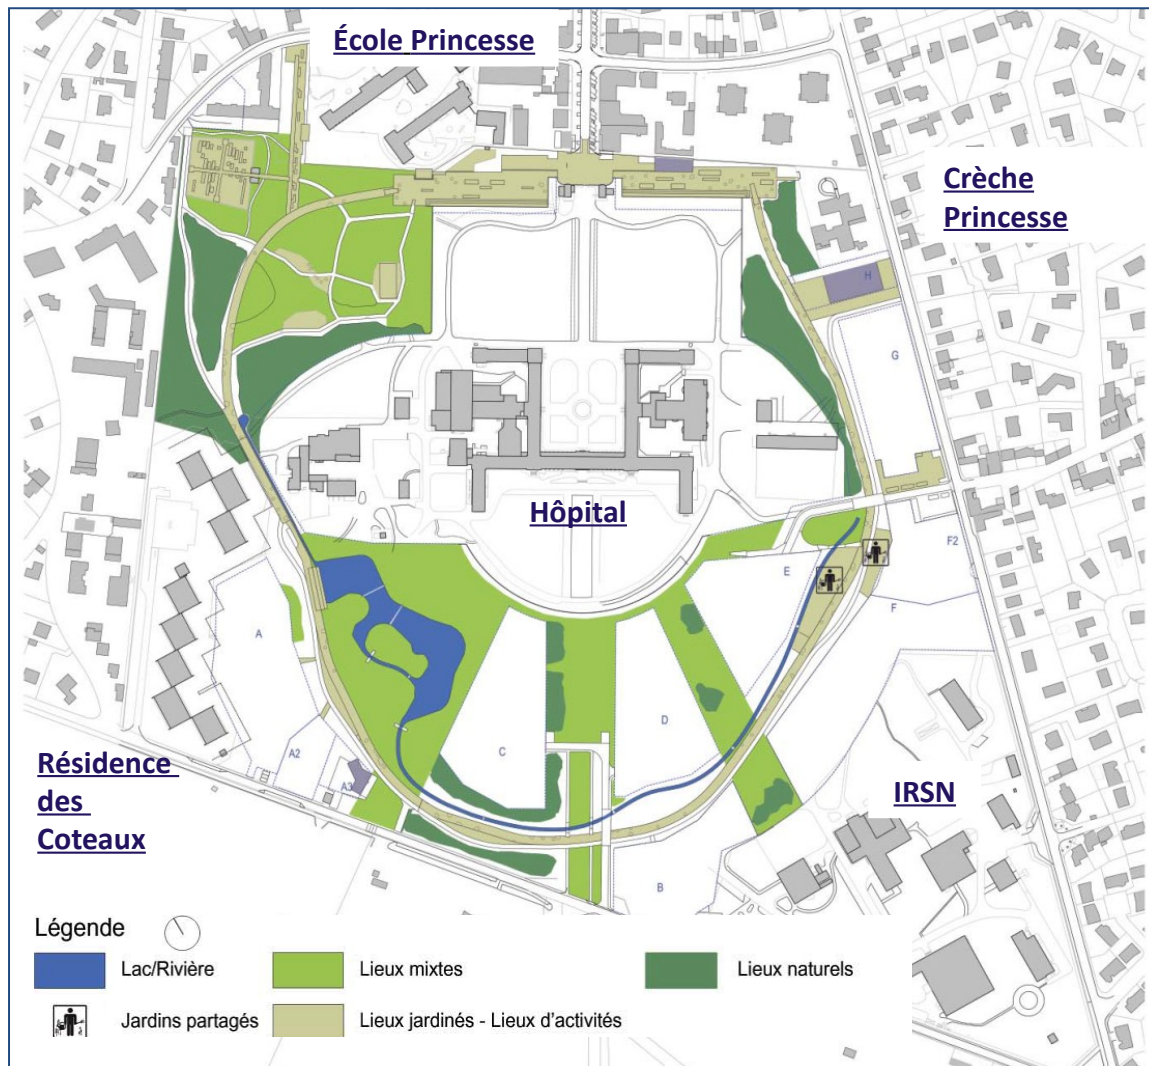 École Princesse
Crèche
Princesse
H
G
Hôpital
F2
E
F
A
D
C
A2
A3
Résidence
des
Coteaux
IRSN
B
Légende
Lac/Rivière
Lieux mixtes
Lieux naturels
Jardins partagés
Lieux jardinés - Lieux d'activités